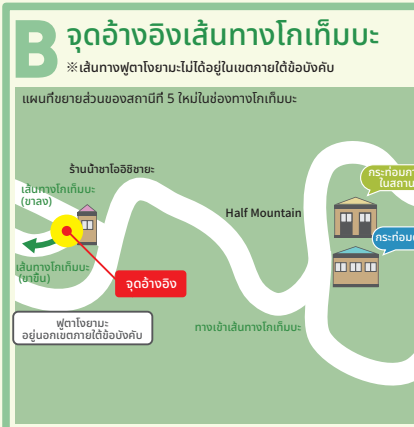 B จุดอ้างอิงเส้นทางโกเท็มบะ
※เส้นทางฟูตาโงยามะไม่ได้อยู่ในเขตภายใต้ข้อบังคับ
แผนที่ขยายส่วนของสถานีที่ 5 ใหม่ในช่องทางโกเท็มบะ
ร้านน้ำชาโออิชิชายะ
เส้นทางโกเท็มบะ
(ขาลง)
Half Mountain
เส้นทางโกเท็มบะ
(ขาขึ้น)
จุดอ้างอิง
ฟูตาโงยามะ
อยู่นอกเขตภายใต้ข้อบังคับ
ทางเข้าเส้นทางโกเท็มบะ